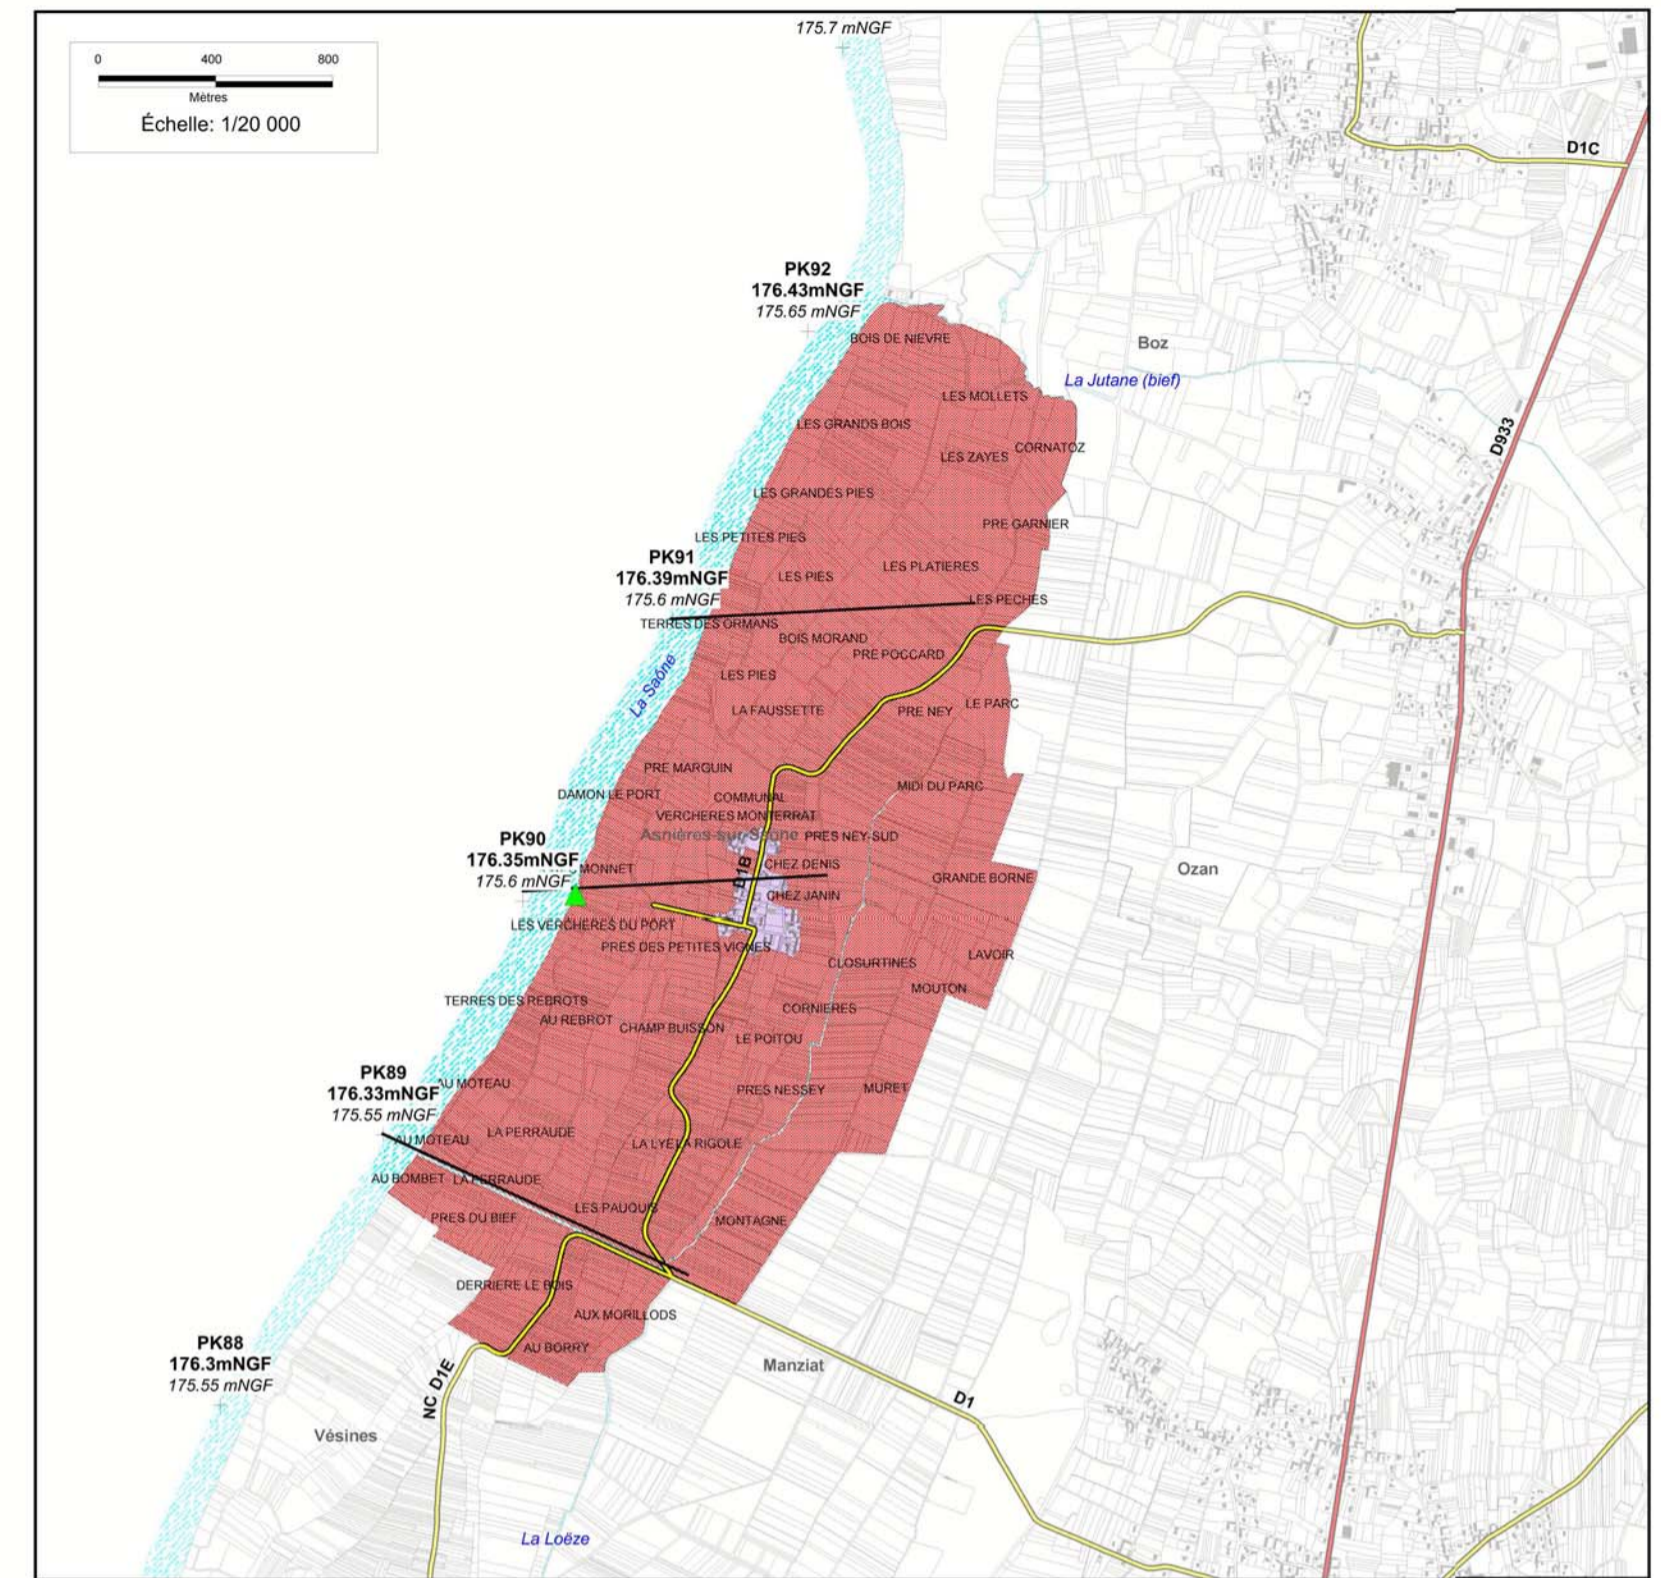 175.7 mNGF
0 400 800
Mètres
Échelle: 1/20 000
D1C
PK92
176.43mNGF
175.65 mNGF
BOIS DE NIEVRE
Boz
La Jutane (bief)
LES MOLLETS
LES GRANDS BOIS
D933
CORNATOZ
LES ZAYES
LES GRANDES PIES
PRE GARNIER
LES PETITES PIES
PK91
176.39mNGF
175.6 mNGF
LES PLATIERES
LES PIES
LES PECHES
TERRES DES ORMANS
BOIS MORAND
PRE POCCARD
La Saône
LES PIES
LE PARC
LA FAUSSETTE
PRE NEY
PRE MARGUIN
MIDI DU PARC
DAMON LE PORT
COMMUNAL
VERCHERES MONTERRAT
Asnières-sur-Saône
PRES NEY-SUD
PK90
176.35mNGF
175.6 mNGF
MONNET
D1B
CHEZ DENIS
Ozan
GRANDE BORNE
CHEZ JANIN
LES VERCHERES DU PORT
PRES DES PETITES VIGNES
LAVOIR
CLOSURTINES
MOUTON
TERRES DES REBROTS
CORNIERES
AU REBROT
CHAMP BUISSON
LE POITOU
PK89
176.33mNGF
175.55 mNGF
AU MOTEAU
PRES NESSEY
MURET
LA PERRAUDE
AU MOTEAU
LA LYE
LA RIGOLE
AU BOMBET
LA PERRAUDE
LES PAUQUIS
PRES DU BIEF
MONTAGNE
DERRIERE LE BOIS
AUX MORILLODS
PK88
176.3mNGF
175.55 mNGF
AU BORRY
Manziat
NC D1E
D1
Vésines
La Loëze